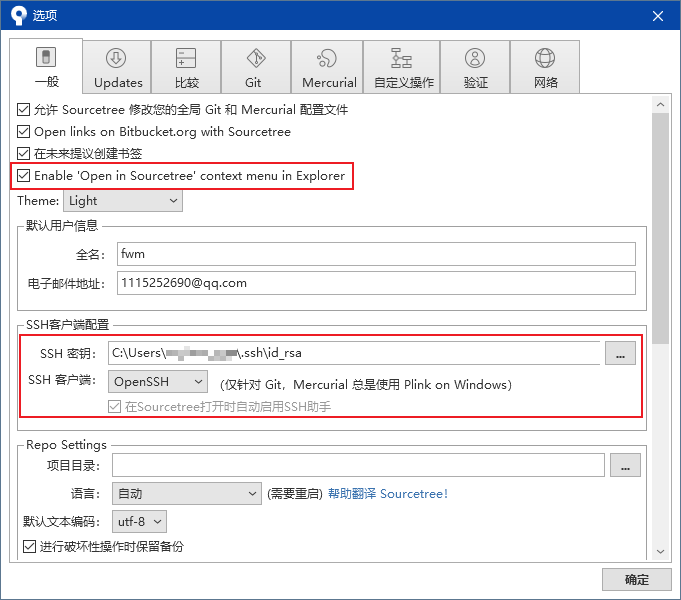 选项
一般 Updates 比较 Git Mercurial 自定义操作 验证 网络
允许 Sourcetree 修改您的全局 Git 和 Mercurial 配置文件
Open links on Bitbucket.org with Sourcetree
在未来提议创建书签
Enable 'Open in Sourcetree' context menu in Explorer
Theme: Light
默认用户信息
全名: fwm
电子邮件地址: 1115252690@qq.com
SSH客户端配置
SSH 密钥: C:\Users\ \.ssh\id_rsa ...
SSH 客户端: OpenSSH (仅针对 Git, Mercurial 总是使用 Plink on Windows)
在Sourcetree打开时自动启用SSH助手
Repo Settings
项目目录: ...
语言: 自动 (需要重启) 帮助翻译 Sourcetree!
默认文本编码: utf-8
进行破坏性操作时保留备份
确定